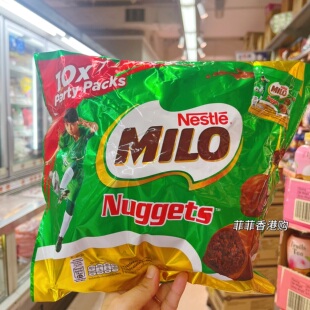 10x
Party Packs
Nestlé
MILO
Nuggets
菲菲香港购